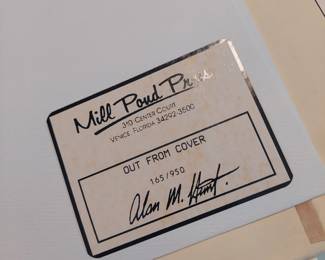 Mill Pond Press
310 CENTER COURT
VENICE, FLORIDA 34292-3500
OUT FROM COVER
165/950
Alan M. Hunt.